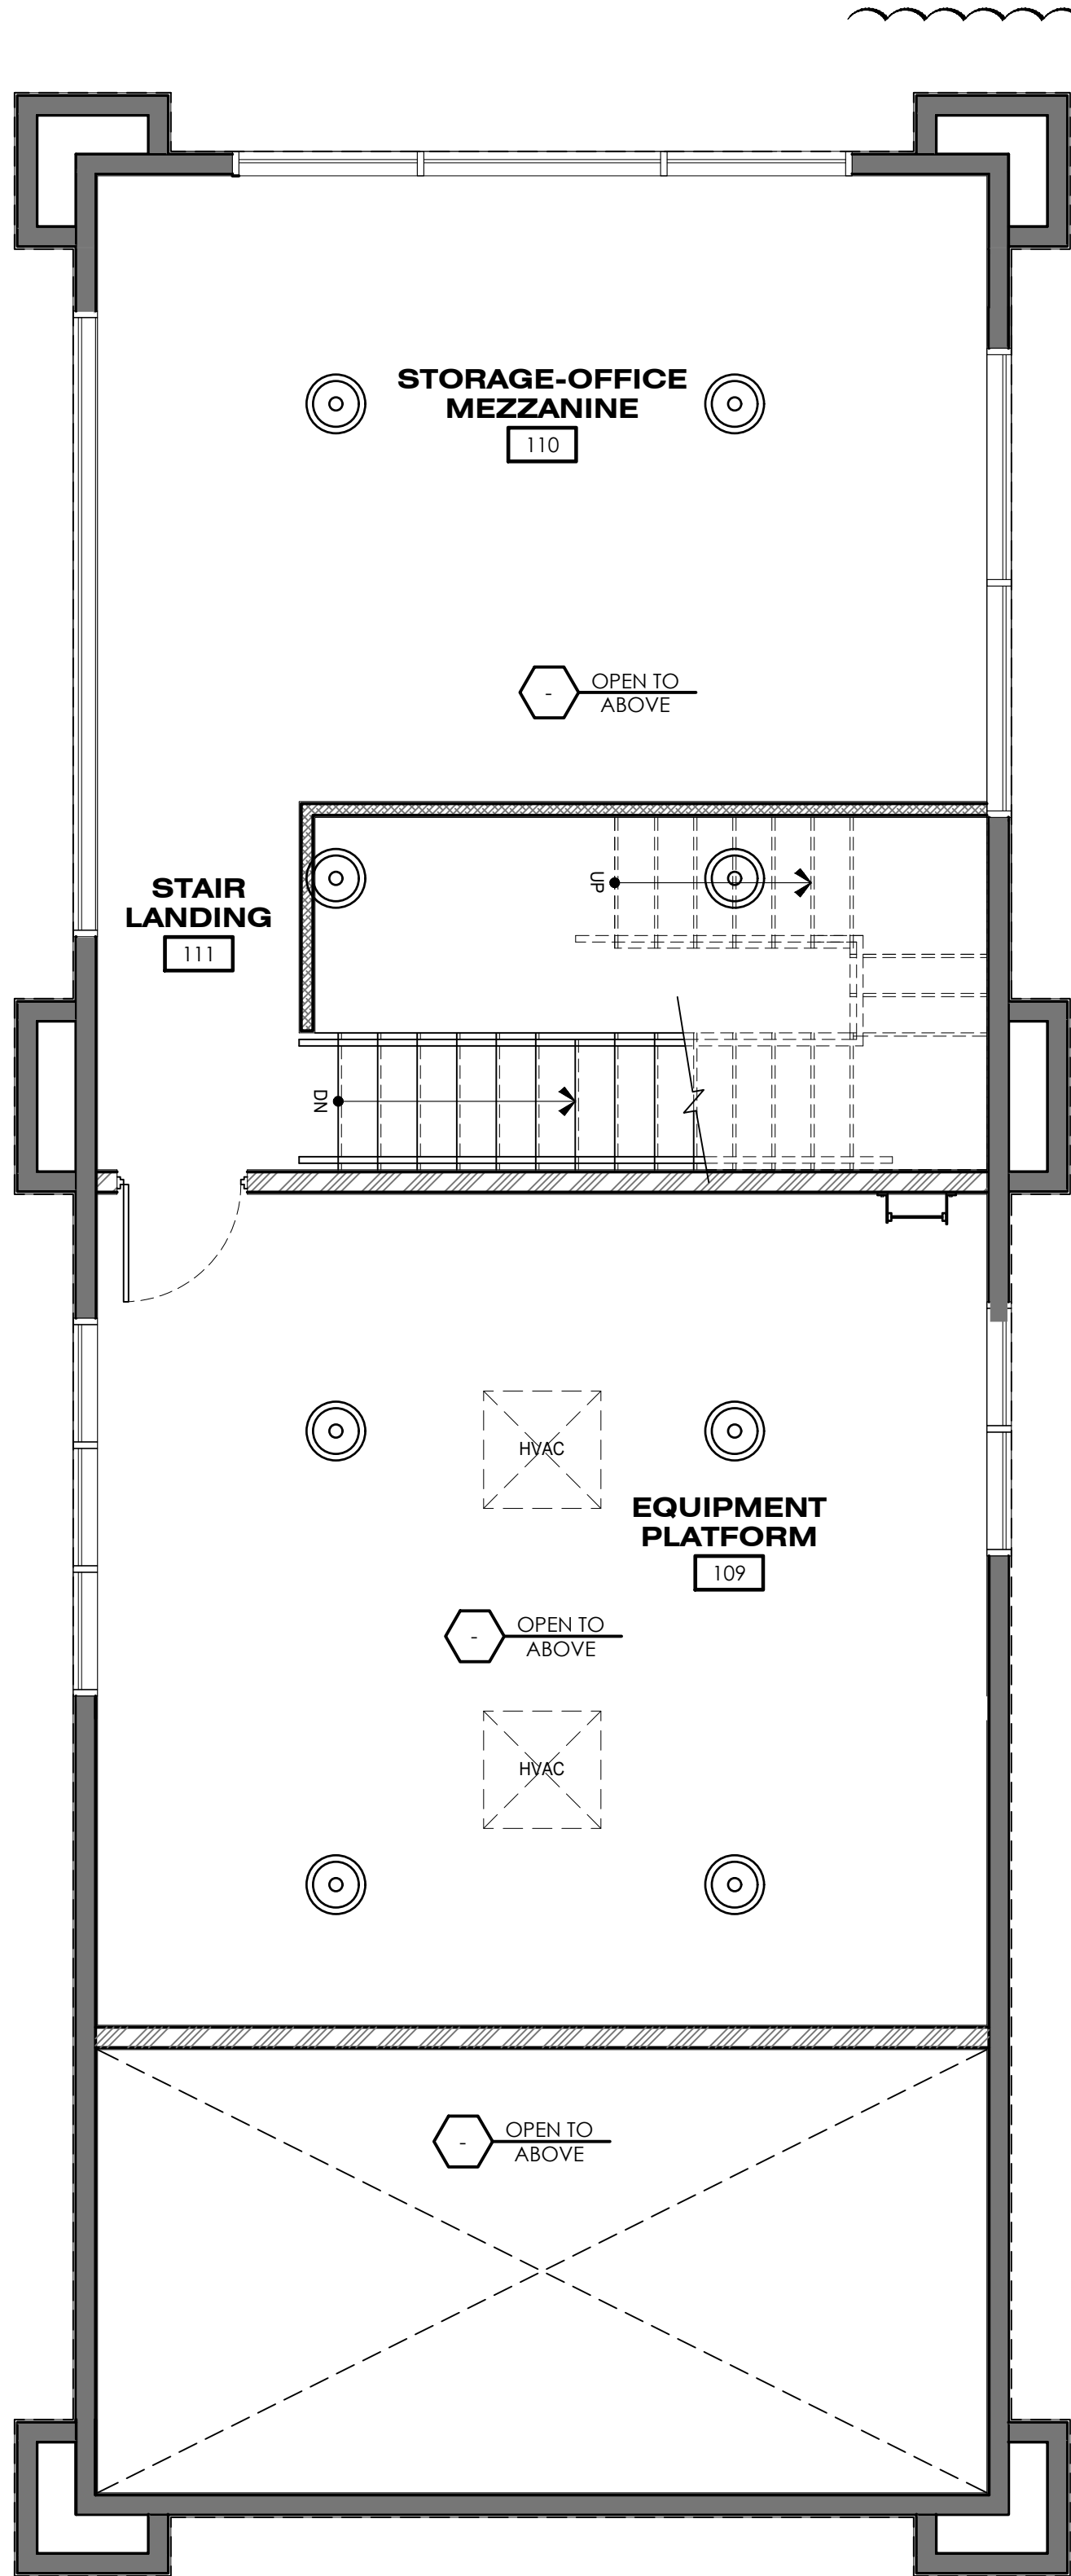 STORAGE-OFFICE
MEZZANINE
110
-
OPEN TO
ABOVE
UP
STAIR
LANDING
111
DN
HVAC
EQUIPMENT
PLATFORM
109
-
OPEN TO
ABOVE
HVAC
-
OPEN TO
ABOVE